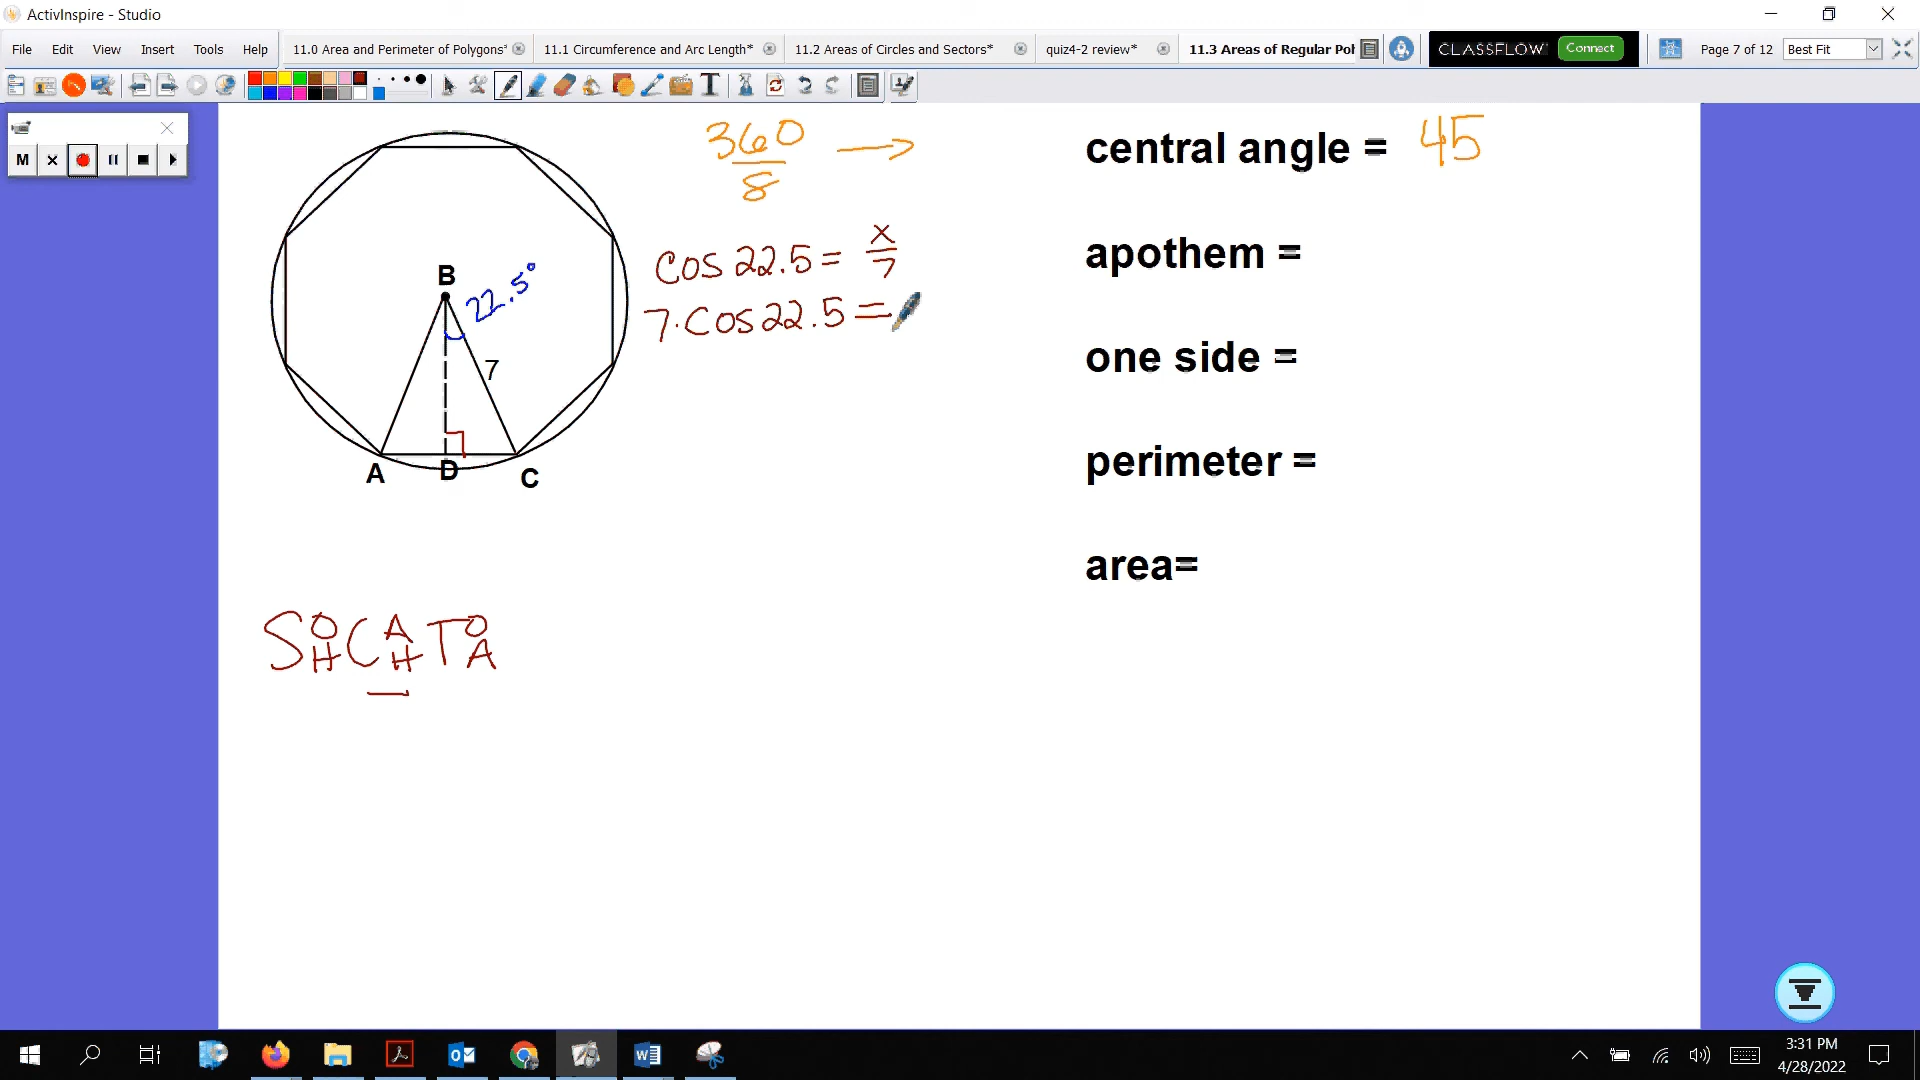 ActivInspire - Studio
File Edit View Insert Tools Help
11.0 Area and Perimeter of Polygons*
11.1 Circumference and Arc Length*
11.2 Areas of Circles and Sectors*
quiz4-2 review*
11.3 Areas of Regular Pol
CLASSFLOW Connect
Page 7 of 12
Best Fit
M
360/8 →
central angle = 45
cos 22.5 = x/7
apothem =
B
22.5°
7·cos 22.5 =
one side =
7
perimeter =
A D C
area=
S O/H C A/H T O/A
3:31 PM
4/28/2022